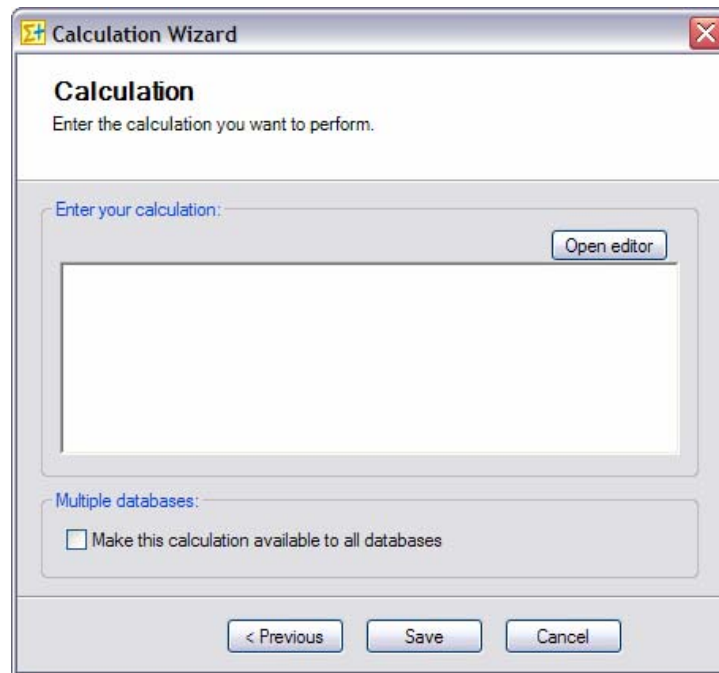 Calculation Wizard
Calculation
Enter the calculation you want to perform.
Enter your calculation:
Open editor
Multiple databases:
Make this calculation available to all databases
< Previous Save Cancel